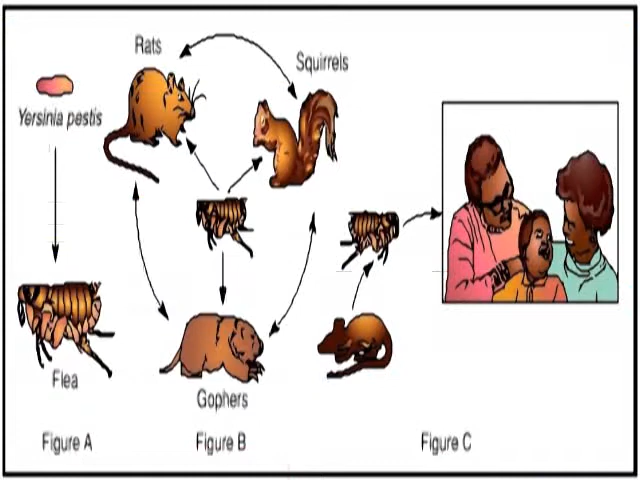 Rats
Squirrels
Yersinia pestis
Flea
Gophers
Figure A
Figure B
Figure C